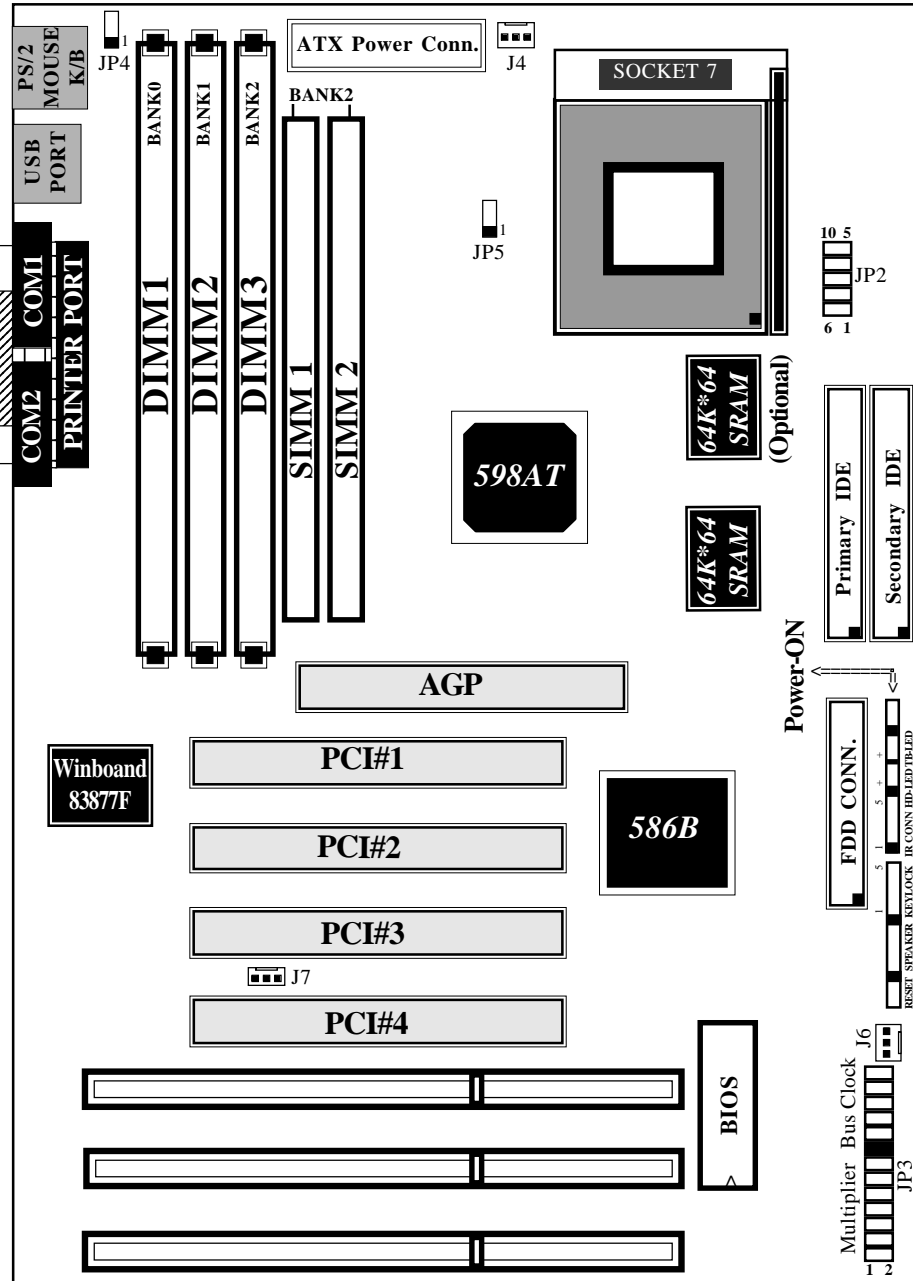 PS/2
MOUSE
K/B
1
JP4
ATX Power Conn.
J4
SOCKET 7
BANK0
BANK1
BANK2
BANK2
USB
PORT
1
JP5
10 5
JP2
6 1
COM1
COM2
PRINTER PORT
DIMM1
DIMM2
DIMM3
SIMM 1
SIMM 2
64K*64
SRAM
(Optional)
598AT
64K*64
SRAM
Primary IDE
Secondary IDE
Power-ON
AGP
PCI#1
Winboand
83877F
PCI#2
586B
FDD CONN.
PCI#3
J7
PCI#4
+
+
5
1
5
1
RESET SPEAKER KEYLOCK IR CONN HD-LED TB-LED
J6
BIOS
Multiplier Bus Clock
JP3
1 2